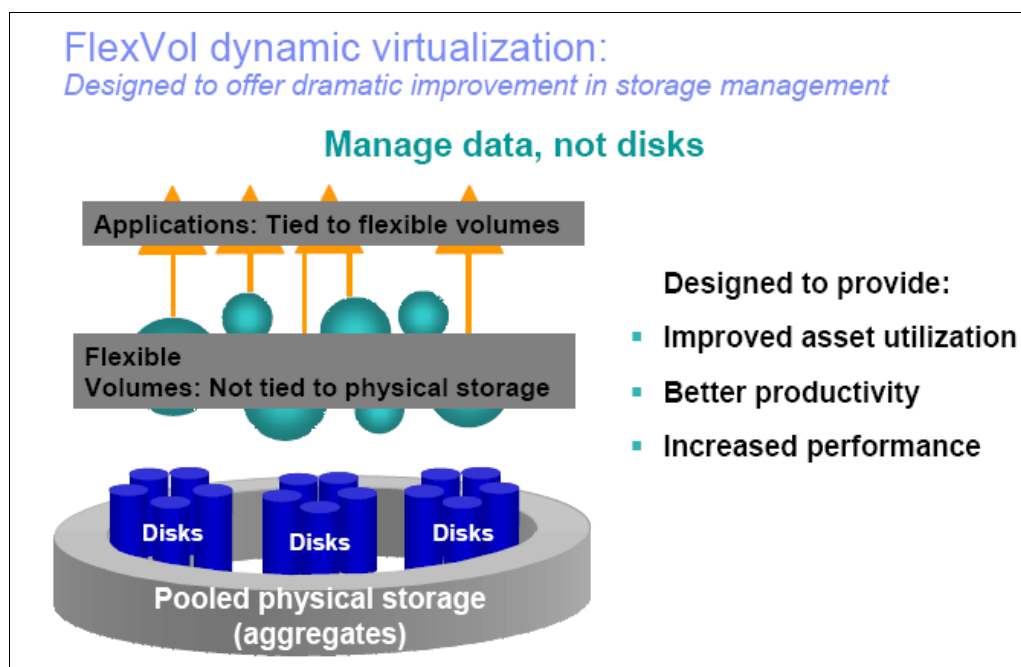 FlexVol dynamic virtualization:
Designed to offer dramatic improvement in storage management
Manage data, not disks
Applications: Tied to flexible volumes
Flexible
Volumes: Not tied to physical storage
Disks
Disks
Disks
Pooled physical storage
(aggregates)
Designed to provide:
Improved asset utilization
Better productivity
Increased performance